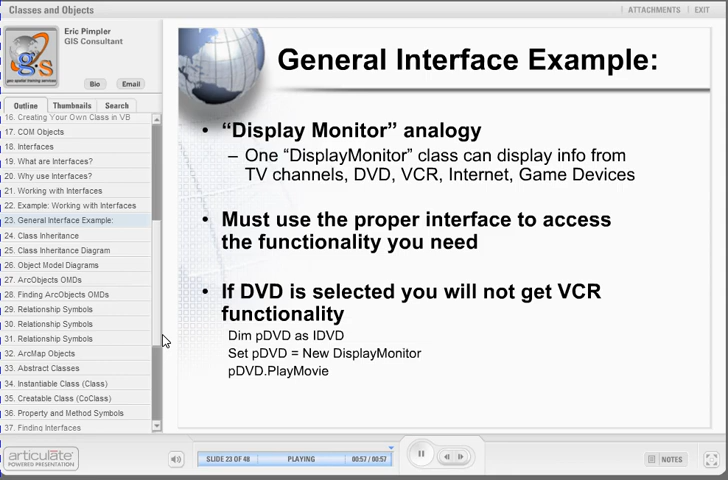 Classes and Objects
ATTACHMENTS
EXIT
Eric Pimpler
GIS Consultant
gis
geo spatial training services
Bio
Email
Outline
Thumbnails
Search
16. Creating Your Own Class in VB
17. COM Objects
18. Interfaces
19. What are Interfaces?
20. Why use Interfaces?
21. Working with Interfaces
22. Example: Working with Interfaces
23. General Interface Example:
24. Class Inheritance
25. Class Inheritance Diagram
26. Object Model Diagrams
27. ArcObjects OMDs
28. Finding ArcObjects OMDs
29. Relationship Symbols
30. Relationship Symbols
31. Relationship Symbols
32. ArcMap Objects
33. Abstract Classes
34. Instantiable Class (Class)
35. Creatable Class (CoClass)
36. Property and Method Symbols
37. Finding Interfaces
General Interface Example:
• “Display Monitor” analogy
– One “DisplayMonitor” class can display info from
TV channels, DVD, VCR, Internet, Game Devices
• Must use the proper interface to access
the functionality you need
• If DVD is selected you will not get VCR
functionality
Dim pDVD as IDVD
Set pDVD = New DisplayMonitor
pDVD.PlayMovie
articulate
POWERED PRESENTATION
SLIDE 23 OF 48
PLAYING
00:57 / 00:57
NOTES